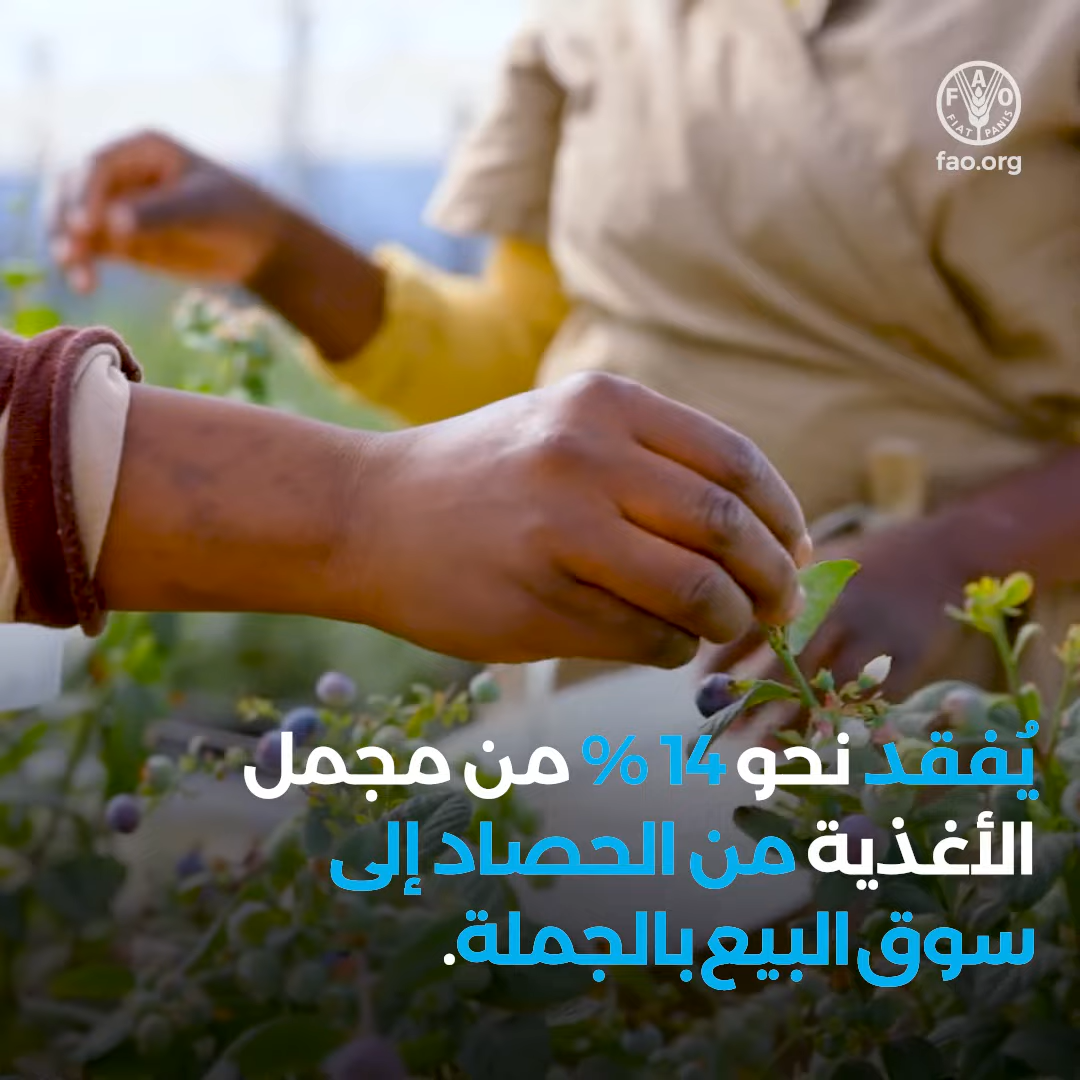 FAO
FIAT PANIS
fao.org
يُفقد نحو 14 % من مجمل
الأغذية من الحصاد إلى
سوق البيع بالجملة.